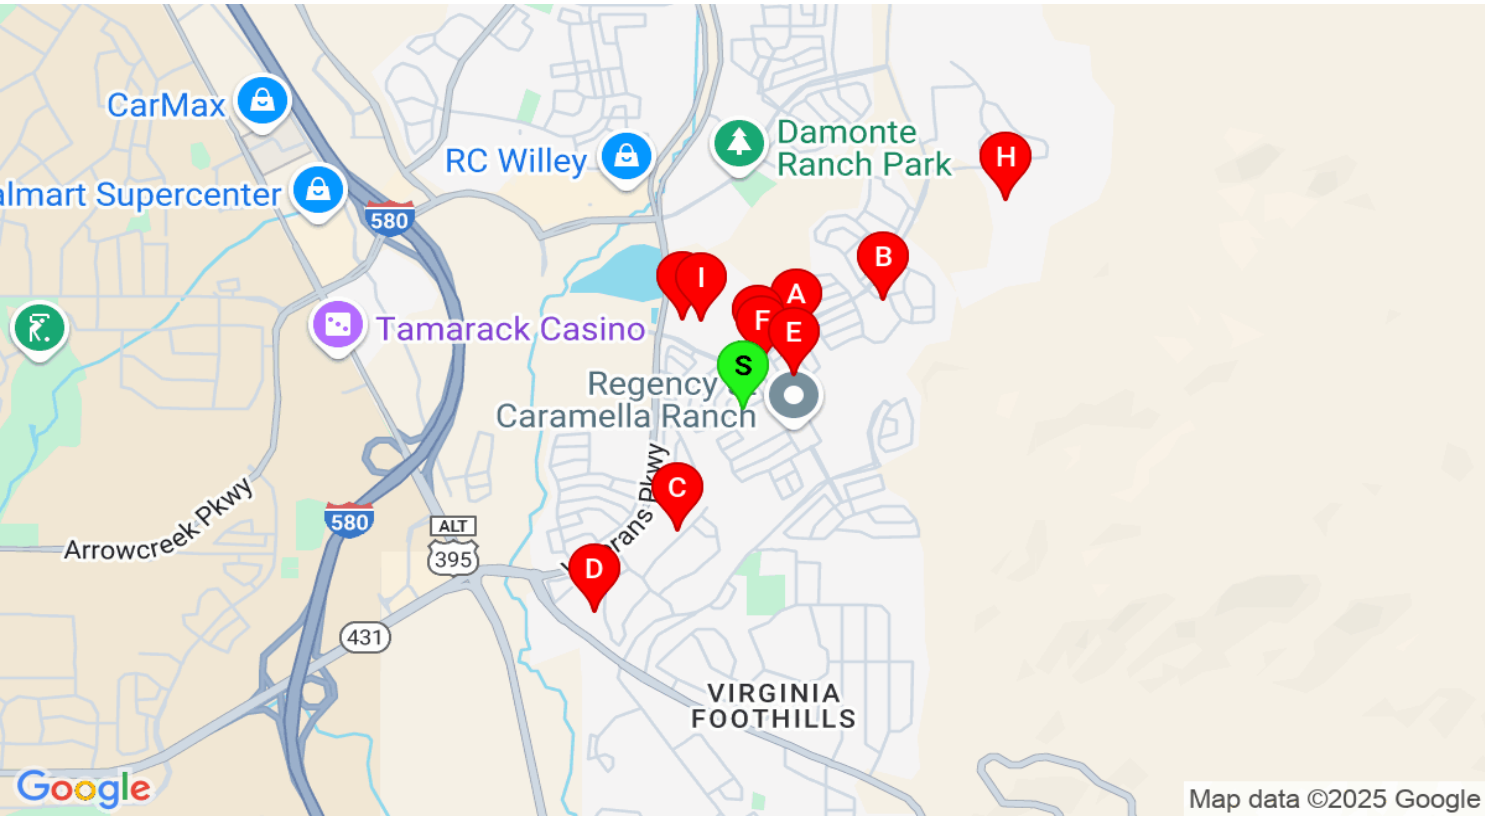 CarMax
RC Willey
Damonte
Ranch Park
H
almart Supercenter
580
B
I
A
F
E
Tamarack Casino
S
Regency
Caramella Ranch
Pkwy
C
Arrowcreek Pkwy
580
ALT
395
D
431
VIRGINIA
FOOTHILLS
Google
Map data ©2025 Google